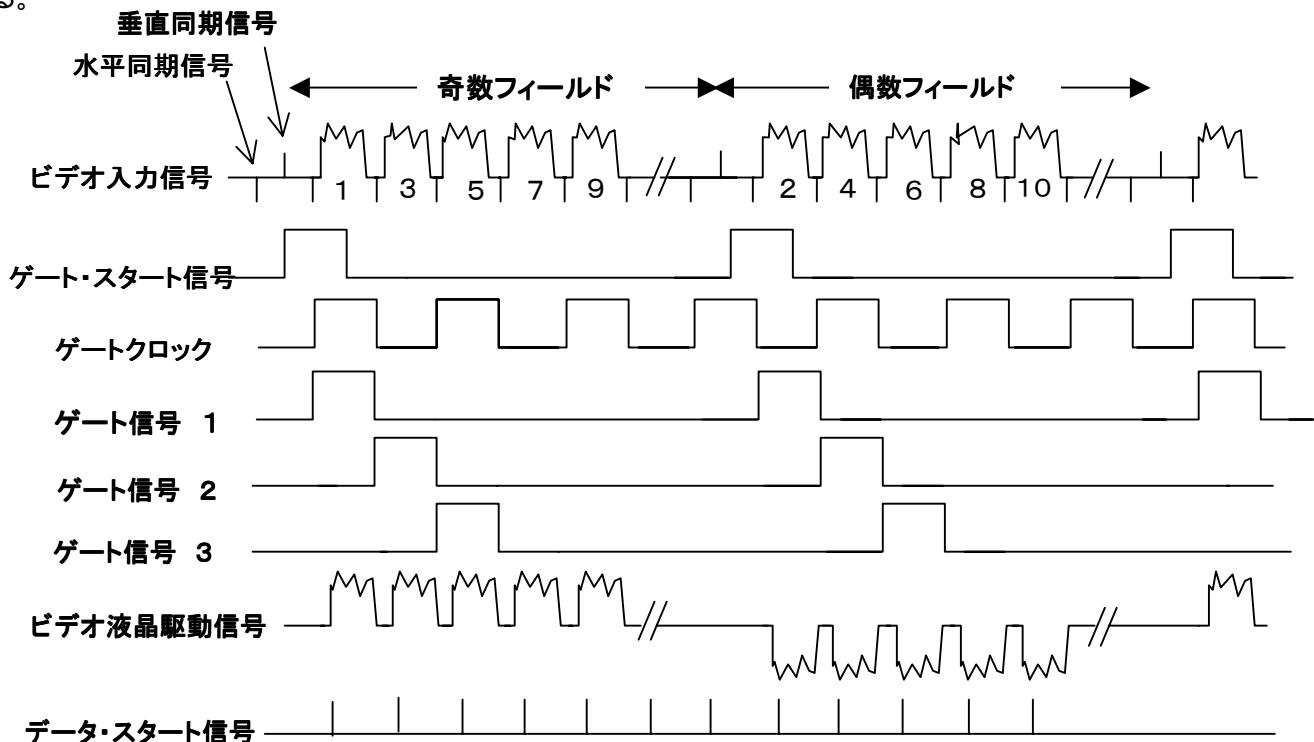 る。
垂直同期信号
水平同期信号
奇数フィールド 偶数フィールド
ビデオ入力信号
1 3 5 7 9 2 4 6 8 10
ゲート・スタート信号
ゲートクロック
ゲート信号 1
ゲート信号 2
ゲート信号 3
ビデオ液晶駆動信号
データ・スタート信号